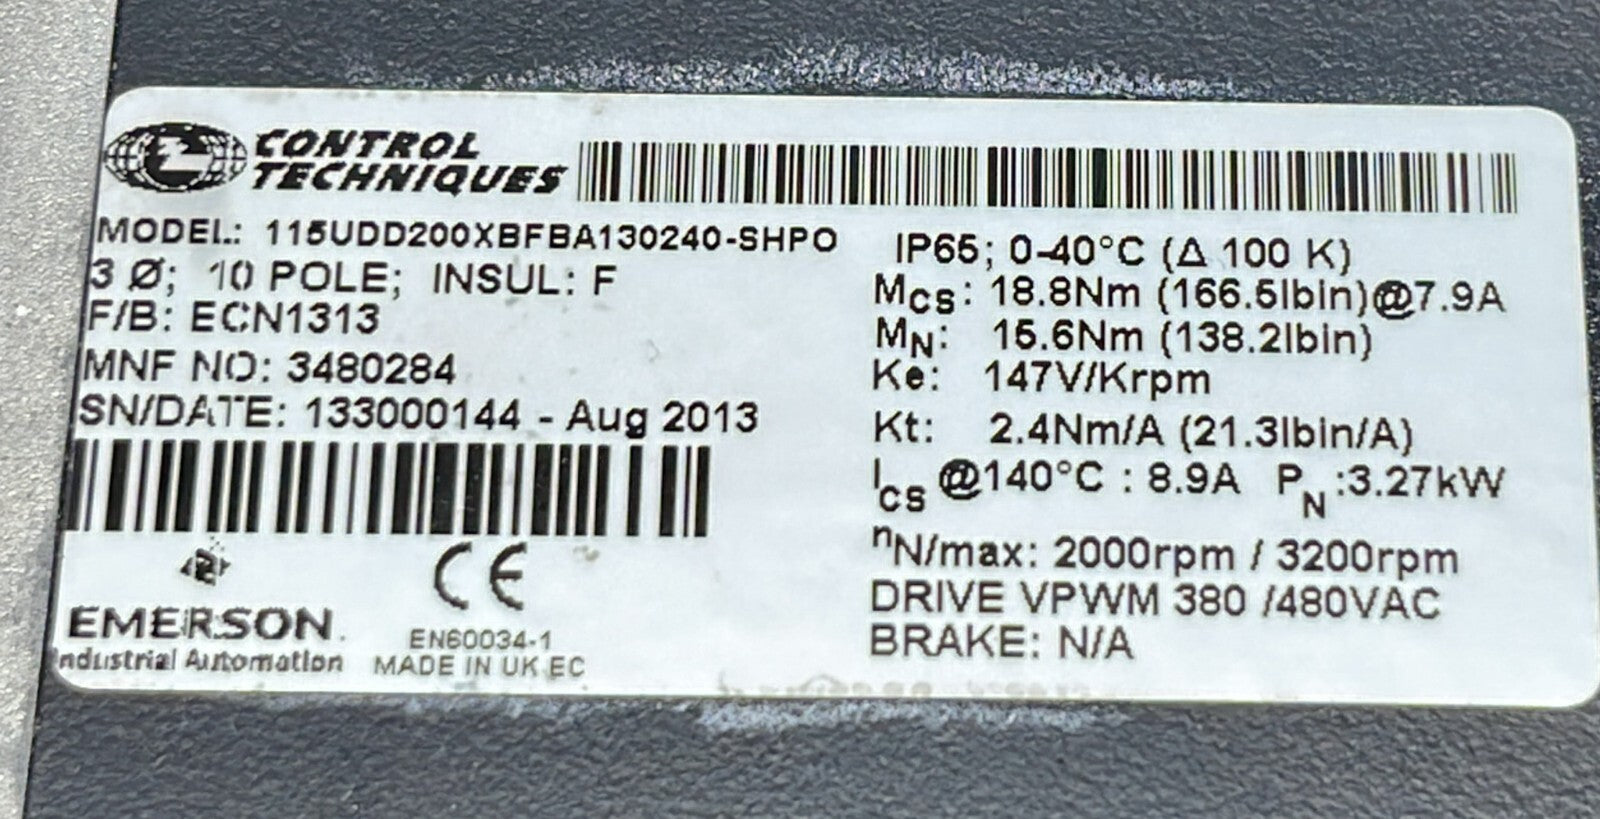 CONTROL
TECHNIQUES
MODEL: 115UDD200XBFBA130240-SHPO
3 Ø; 10 POLE; INSUL: F
F/B: ECN1313
MNF NO: 3480284
SN/DATE: 133000144 - Aug 2013
EMERSON.
Industrial Automation
CE
EN60034-1
MADE IN UK.EC
IP65; 0-40°C (Δ 100 K)
Mcs: 18.8Nm (166.5lbin)@7.9A
MN: 15.6Nm (138.2lbin)
Ke: 147V/Krpm
Kt: 2.4Nm/A (21.3lbin/A)
Ics @140°C : 8.9A PN:3.27kW
nN/max: 2000rpm / 3200rpm
DRIVE VPWM 380 /480VAC
BRAKE: N/A